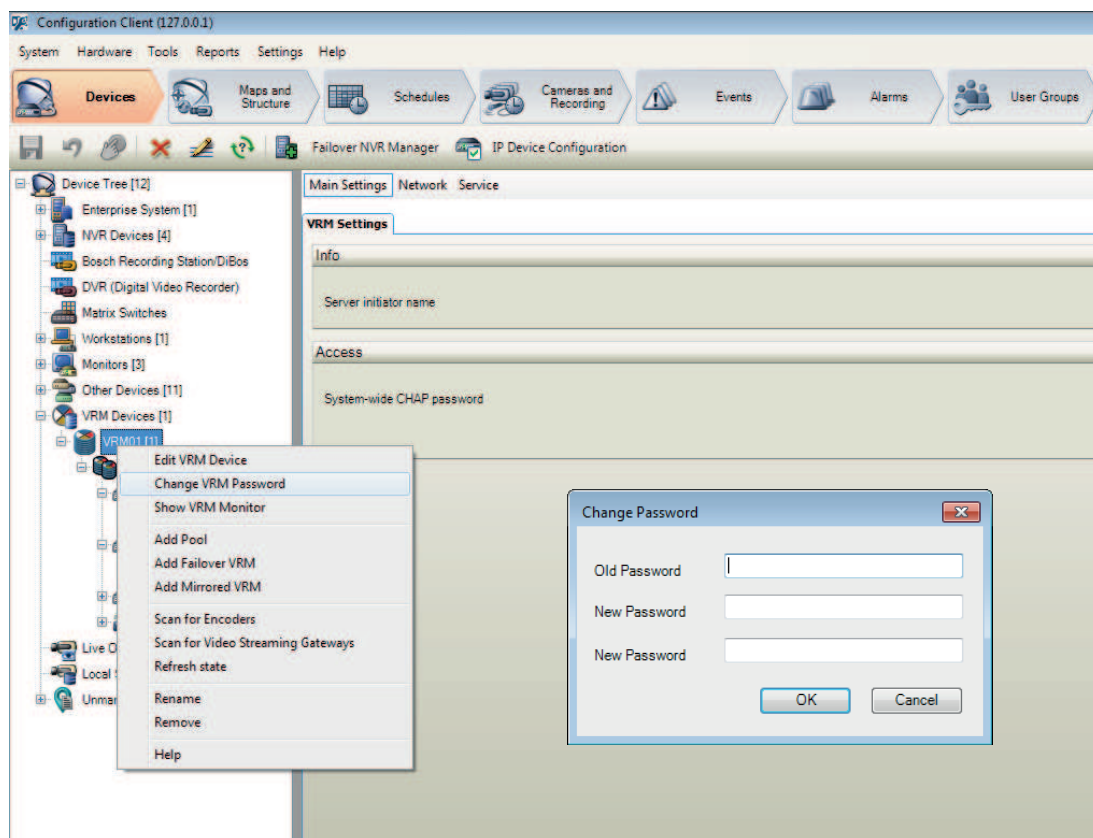 Configuration Client (127.0.0.1)
System Hardware Tools Reports Settings Help
Devices
Maps and
Structure
Schedules
Cameras and
Recording
Events
Alarms
User Groups
Failover NVR Manager
IP Device Configuration
Device Tree [12]
Enterprise System [1]
NVR Devices [4]
Bosch Recording Station/DiBos
DVR (Digital Video Recorder)
Matrix Switches
Workstations [1]
Monitors [3]
Other Devices [11]
VRM Devices [1]
VRM01 [1]
Live O
Local
Unmar
Edit VRM Device
Change VRM Password
Show VRM Monitor
Add Pool
Add Failover VRM
Add Mirrored VRM
Scan for Encoders
Scan for Video Streaming Gateways
Refresh state
Rename
Remove
Help
Main Settings Network Service
VRM Settings
Info
Server initiator name
Access
System-wide CHAP password
Change Password
Old Password
New Password
New Password
OK Cancel